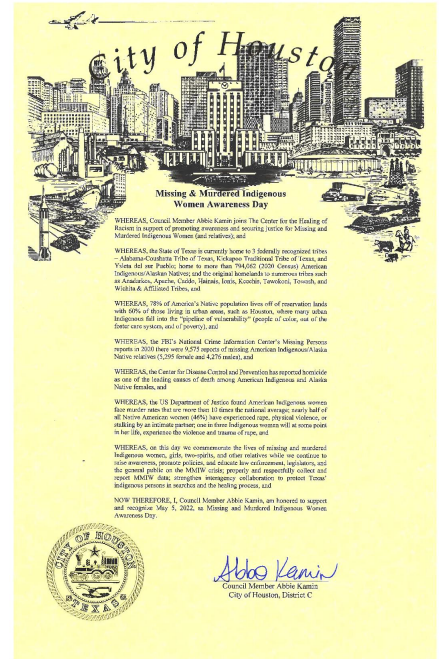 City of Houston
Missing & Murdered Indigenous
Women Awareness Day
WHEREAS, Council Member Abbie Kamin joins The Center for the Healing of
Racism in support of promoting awareness and securing justice for Missing and
Murdered Indigenous Women (and relatives); and
WHEREAS, the State of Texas is currently home to 3 federally recognized tribes
– Alabama-Coushatta Tribe of Texas, Kickapoo Traditional Tribe of Texas, and
Ysleta del sur Pueblo; home to more than 794,062 (2020 Census) American
Indigenous/Alaskan Natives; and the original homelands to numerous tribes such
as Anadarkos, Apache, Caddo, Hainais, Ionis, Keechis, Tawokoni, Towash, and
Wichita & Affiliated Tribes, and
WHEREAS, 78% of America's Native population lives off of reservation lands
with 60% of those living in urban areas, such as Houston, where many urban
Indigenous fall into the "pipeline of vulnerability" (people of color, out of the
foster care system, and of poverty), and
WHEREAS, the FBI's National Crime Information Center's Missing Persons
reports in 2020 there were 9,575 reports of missing American Indigenous/Alaska
Native relatives (5,295 female and 4,276 males), and
WHEREAS, the Center for Disease Control and Prevention has reported homicide
as one of the leading causes of death among American Indigenous and Alaska
Native females, and
WHEREAS, the US Department of Justice found American Indigenous women
face murder rates that are more than 10 times the national average; nearly half of
all Native American women (46%) have experienced rape, physical violence, or
stalking by an intimate partner; one in three Indigenous women will at some point
in her life, experience the violence and trauma of rape, and
WHEREAS, on this day we commemorate the lives of missing and murdered
Indigenous women, girls, two-spirits, and other relatives while we continue to
raise awareness, promote policies, and educate law enforcement, legislators, and
the general public on the MMIW crisis; properly and respectfully collect and
report MMIW data; strengthens interagency collaboration to protect Texas'
indigenous persons in searches and the healing process, and
NOW THEREFORE, I, Council Member Abbie Kamin, am honored to support
and recognize May 5, 2022, as Missing and Murdered Indigenous Women
Awareness Day.
CITY OF HOUSTON
TEXAS
Abbie Kamin
Council Member Abbie Kamin
City of Houston, District C